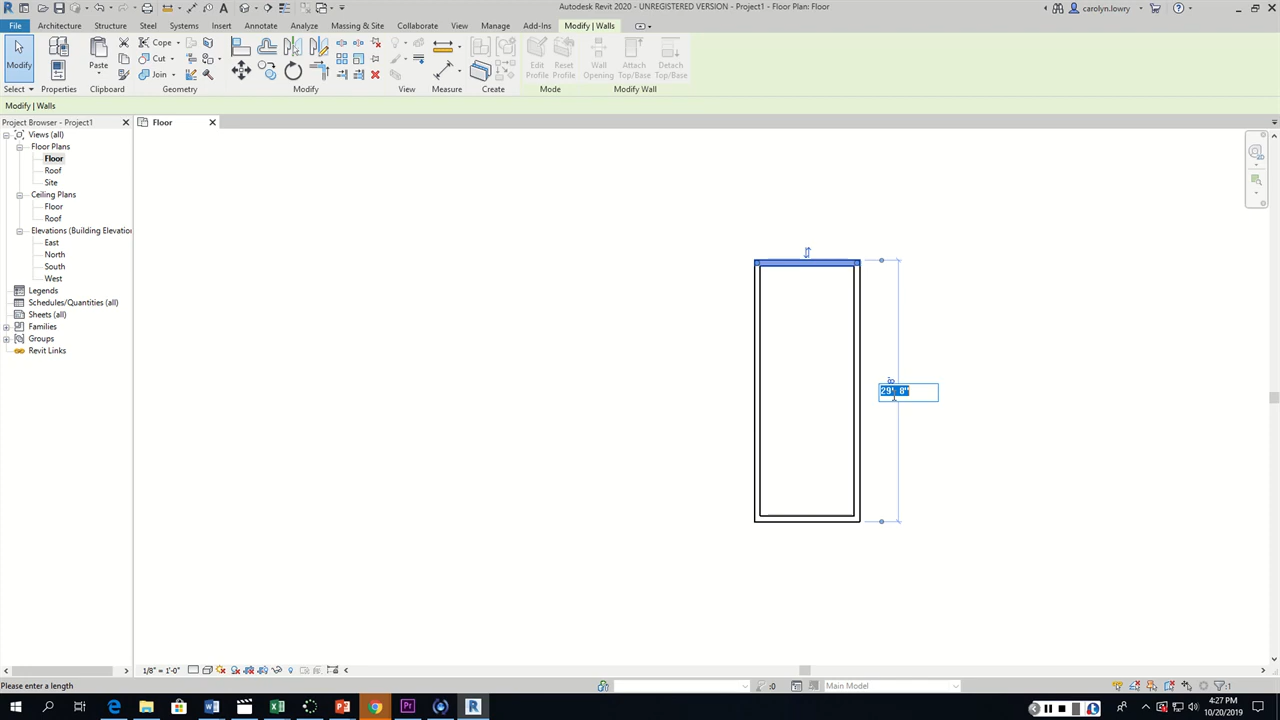 Autodesk Revit 2020 - UNREGISTERED VERSION - Project1 - Floor Plan: Floor
carolyn.lowry
File Architecture Structure Steel Systems Insert Annotate Analyze Massing & Site Collaborate View Manage Add-Ins Modify | Walls
Cope
Cut
Join
Modify Paste Edit Profile Reset Profile Wall Opening Attach Top/Base Detach Top/Base
Select Properties Clipboard Geometry Modify View Measure Create Mode Modify Wall
Modify | Walls
Project Browser - Project1
Floor
Views (all)
Floor Plans
Floor
Roof
Site
Ceiling Plans
Floor
Roof
Elevations (Building Elevation
East
North
South
West
Legends
Schedules/Quantities (all)
Sheets (all)
Families
Groups
Revit Links
29' 8"
1/8" = 1'-0"
:0
Main Model
Please enter a length
:1
4:27 PM
10/20/2019